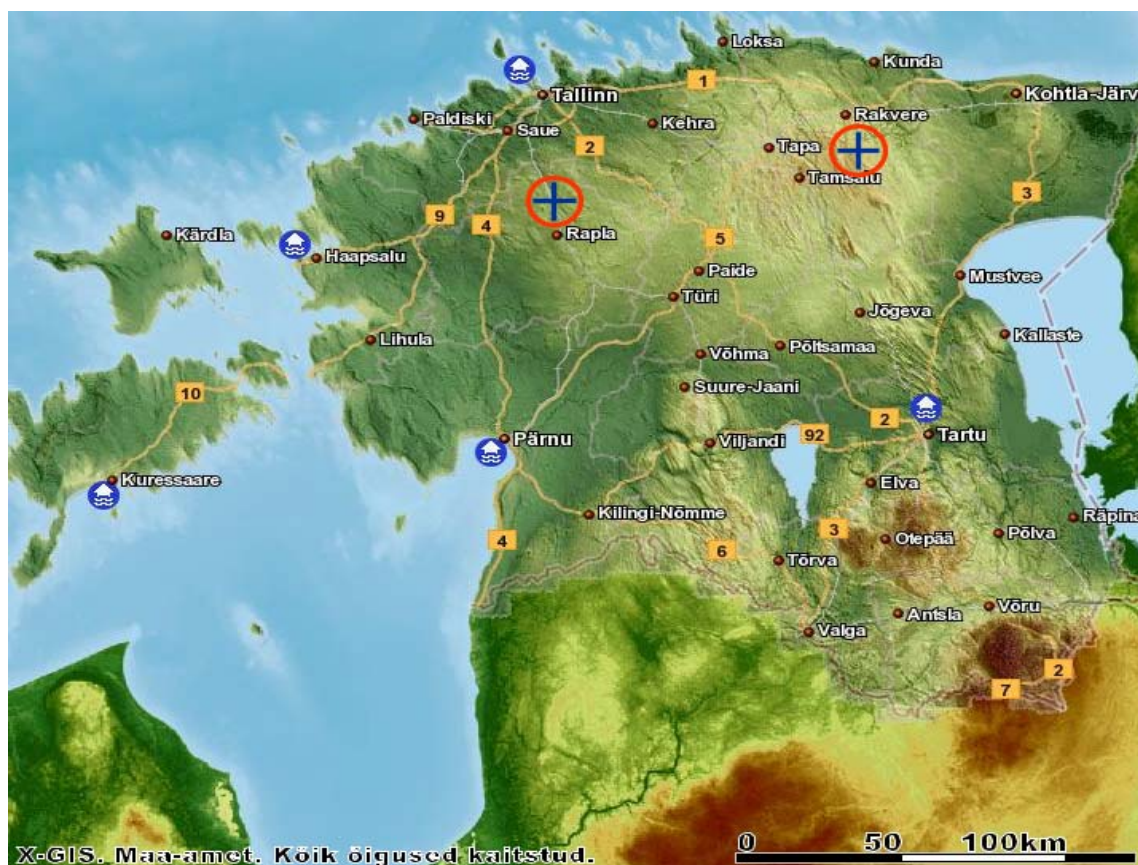 Loksa
Kunda
Tallinn
1
Kohtla-Järv
Paldiski
Saue
Kehra
Rakvere
2
Tapa
Tamsalu
3
9
4
Kärdla
Rapla
5
Haapsalu
Paide
Mustvee
Türi
Jõgeva
Lihula
Kallaste
Võhma
Põltsamaa
10
Suure-Jaani
2
92
Pärnu
Viljandi
Tartu
Kuressaare
Elva
Kilingi-Nõmme
Räpina
3
4
6
Otepää
Põlva
Tõrva
Antsla
Võru
Valga
2
7
0 50 100km
X-GIS. Maa-amet. Kõik õigused kaitstud.